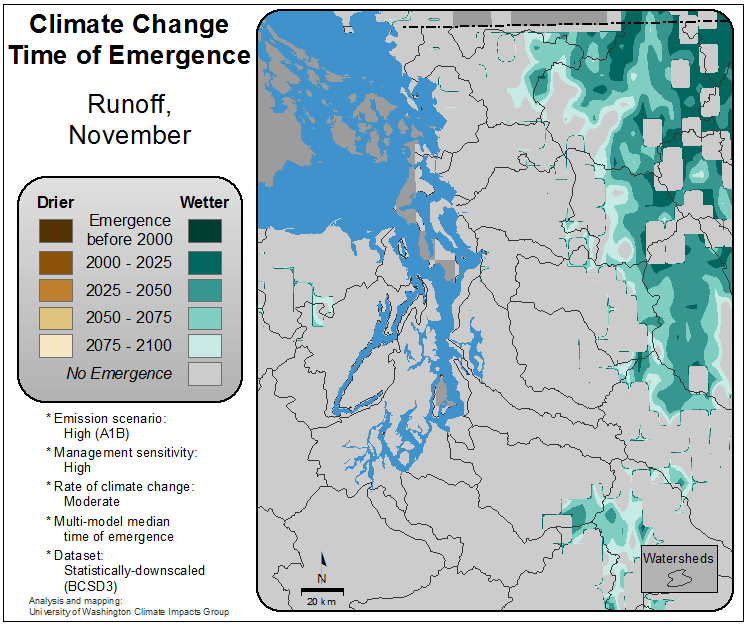 Climate Change
Time of Emergence
Runoff,
November
Drier Wetter
Emergence
before 2000
2000 - 2025
2025 - 2050
2050 - 2075
2075 - 2100
No Emergence
* Emission scenario:
High (A1B)
* Management sensitivity:
High
* Rate of climate change:
Moderate
* Multi-model median
time of emergence
* Dataset:
Statistically-downscaled
(BCSD3)
Analysis and mapping:
University of Washington Climate Impacts Group
N
20 km
Watersheds